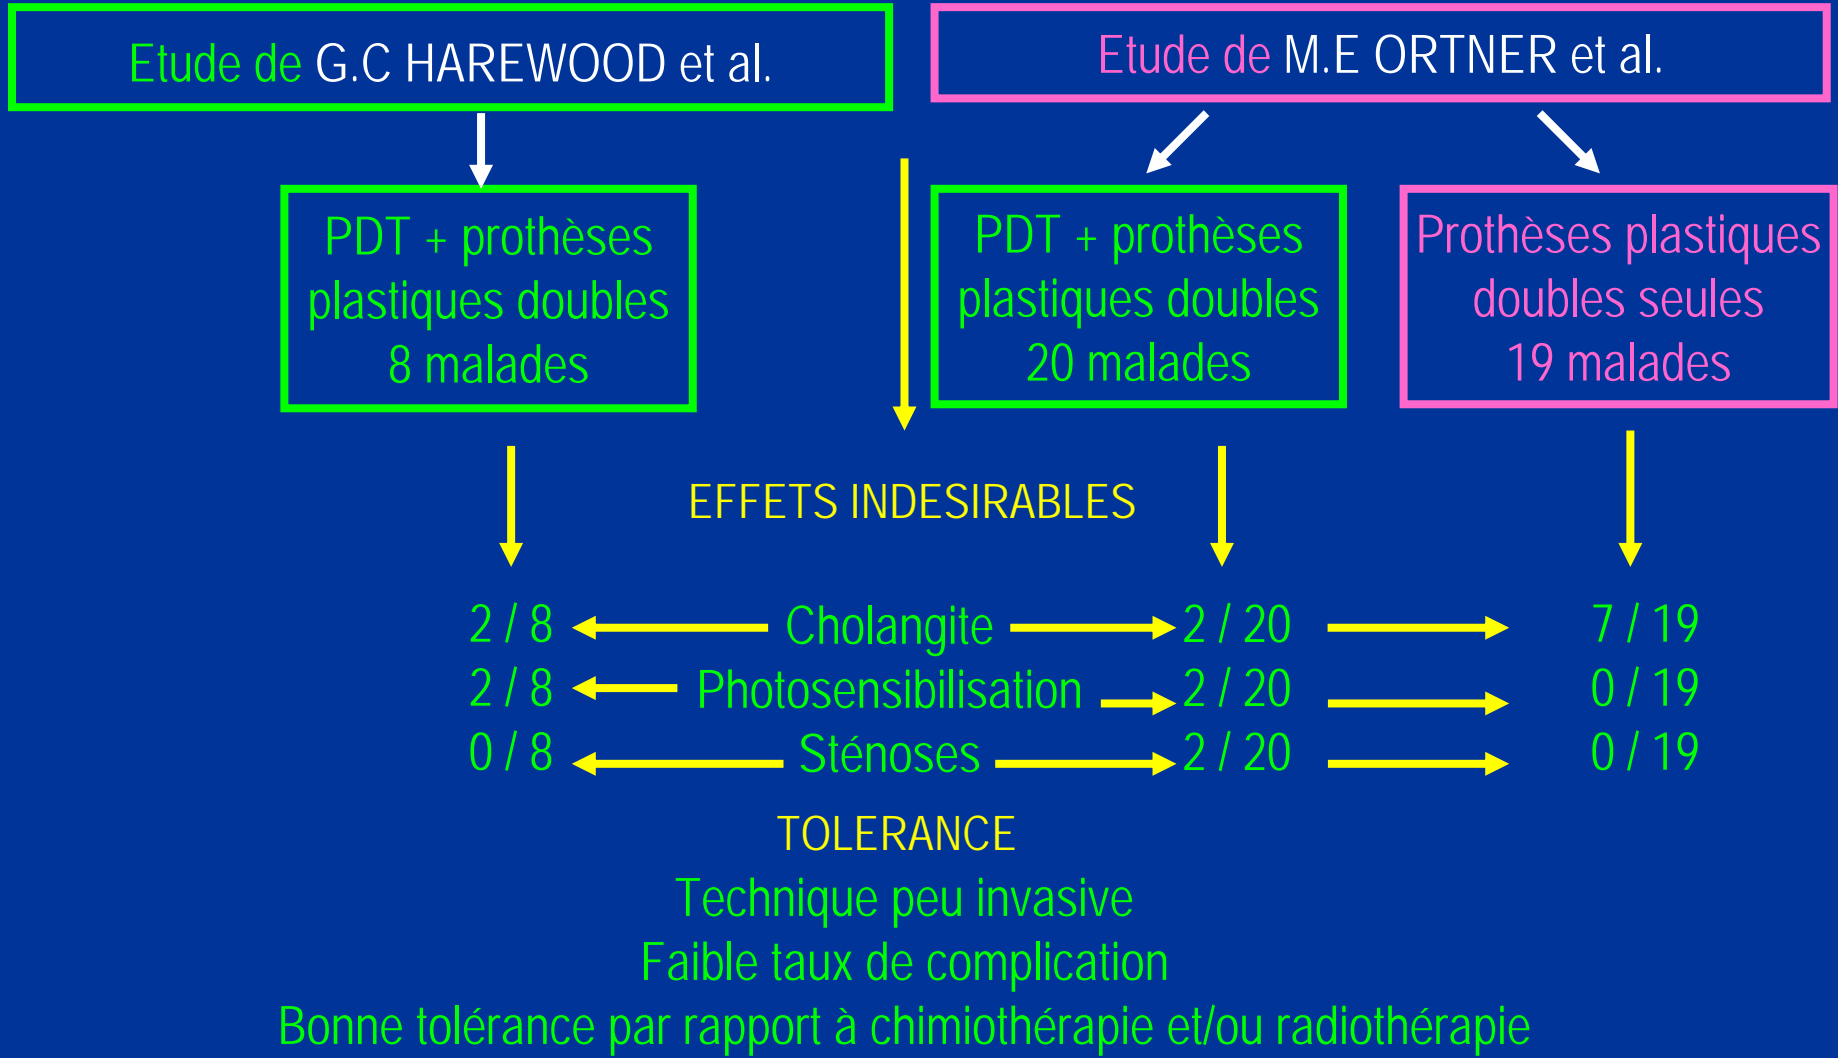 Etude de G.C HAREWOOD et al.
Etude de M.E ORTNER et al.
PDT + prothèses
plastiques doubles
8 malades
PDT + prothèses
plastiques doubles
20 malades
Prothèses plastiques
doubles seules
19 malades
EFFETS INDESIRABLES
2 / 8 Cholangite 2 / 20 7 / 19
2 / 8 Photosensibilisation 2 / 20 0 / 19
0 / 8 Sténoses 2 / 20 0 / 19
TOLERANCE
Technique peu invasive
Faible taux de complication
Bonne tolérance par rapport à chimiothérapie et/ou radiothérapie